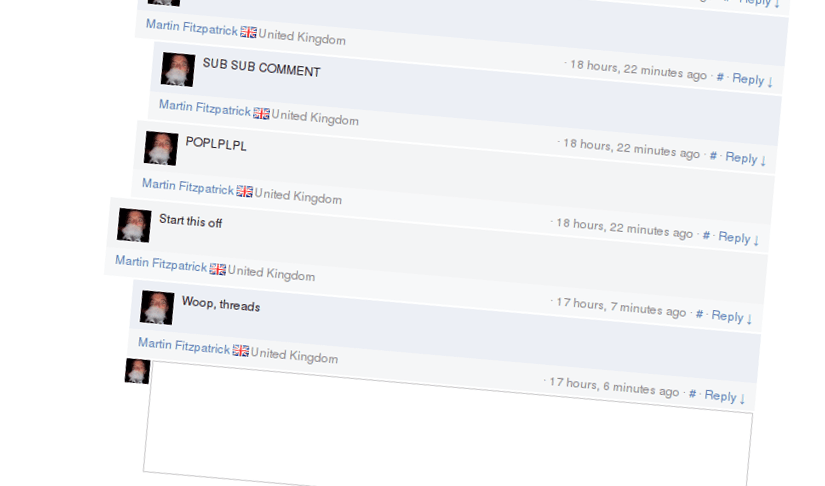 Reply ↓
Martin Fitzpatrick United Kingdom
· 18 hours, 22 minutes ago · # · Reply ↓
SUB SUB COMMENT
Martin Fitzpatrick United Kingdom
· 18 hours, 22 minutes ago · # · Reply ↓
POPLPLPL
Martin Fitzpatrick United Kingdom
· 18 hours, 22 minutes ago · # · Reply ↓
Start this off
Martin Fitzpatrick United Kingdom
· 17 hours, 7 minutes ago · # · Reply ↓
Woop, threads
Martin Fitzpatrick United Kingdom
· 17 hours, 6 minutes ago · # · Reply ↓